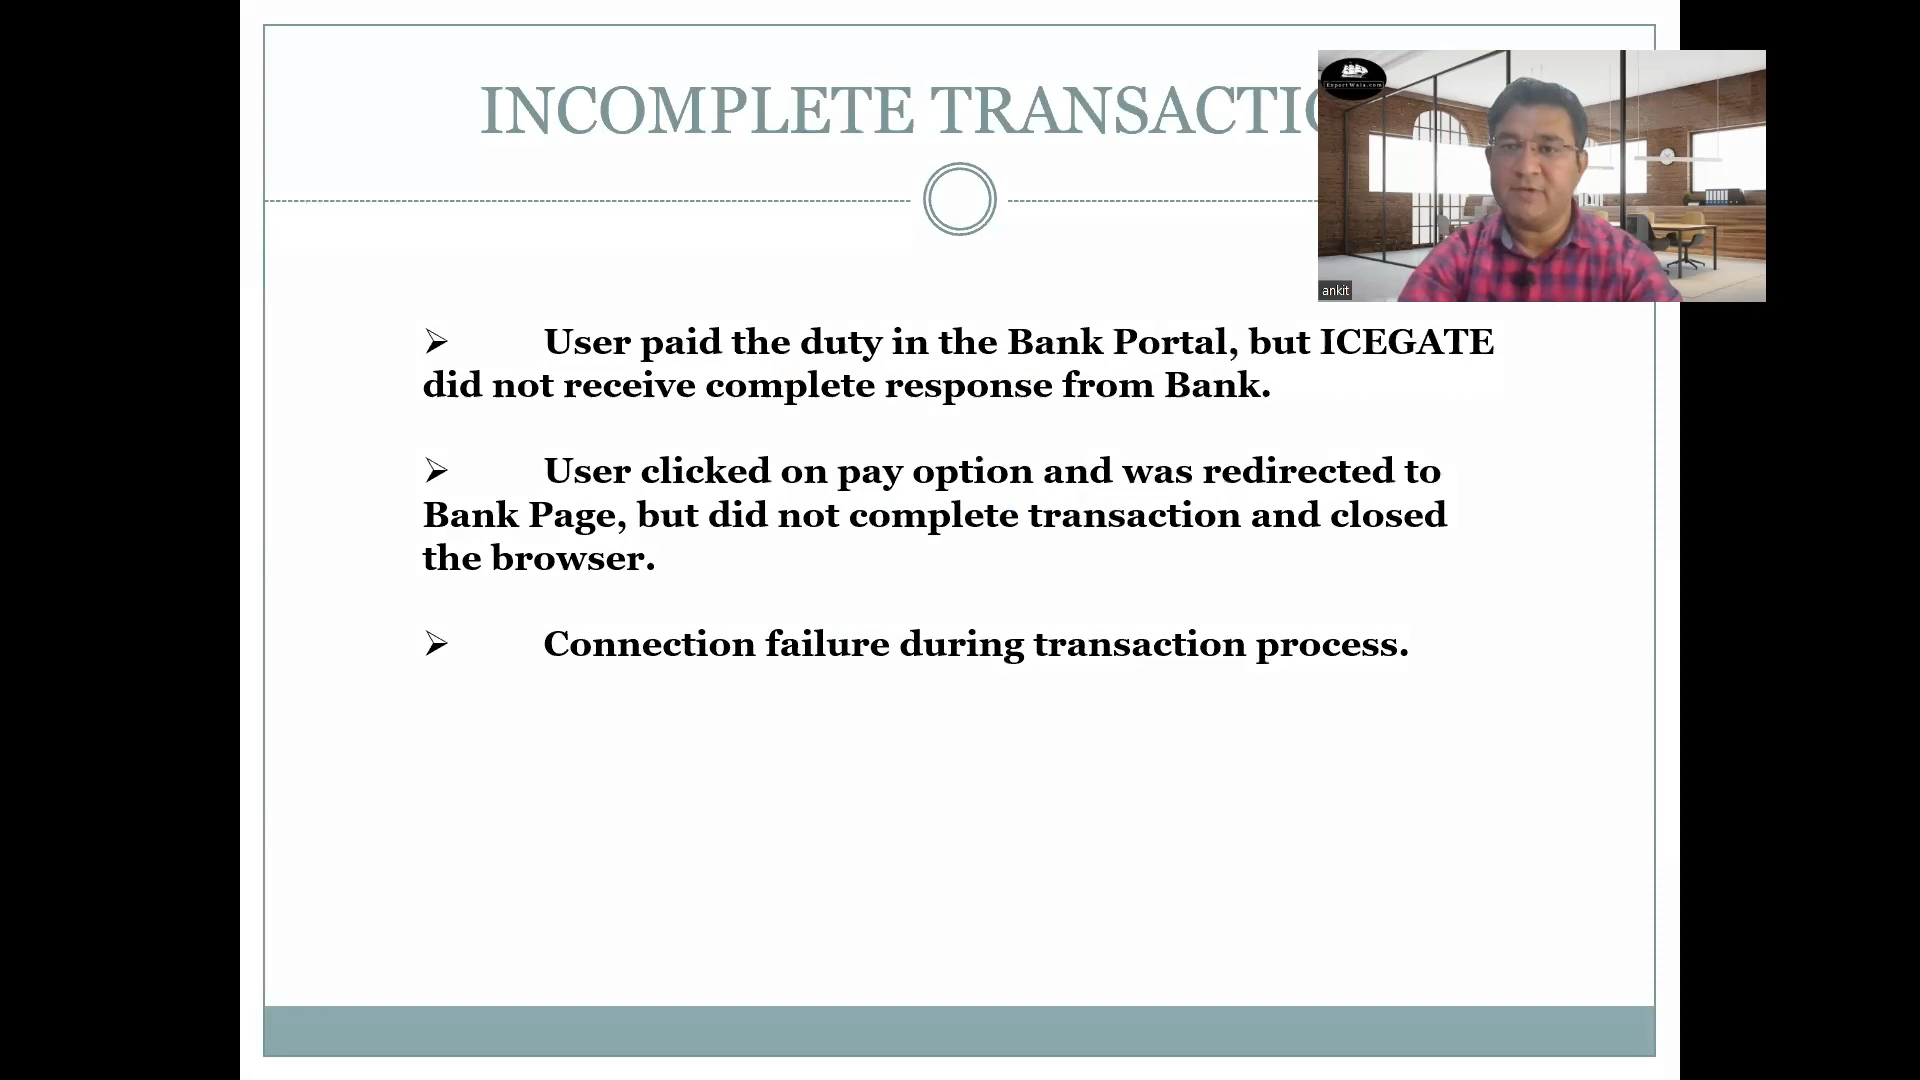 INCOMPLETE TRANSACTIO
ExportWala.com
ankit
➢ User paid the duty in the Bank Portal, but ICEGATE
did not receive complete response from Bank.
➢ User clicked on pay option and was redirected to
Bank Page, but did not complete transaction and closed
the browser.
➢ Connection failure during transaction process.